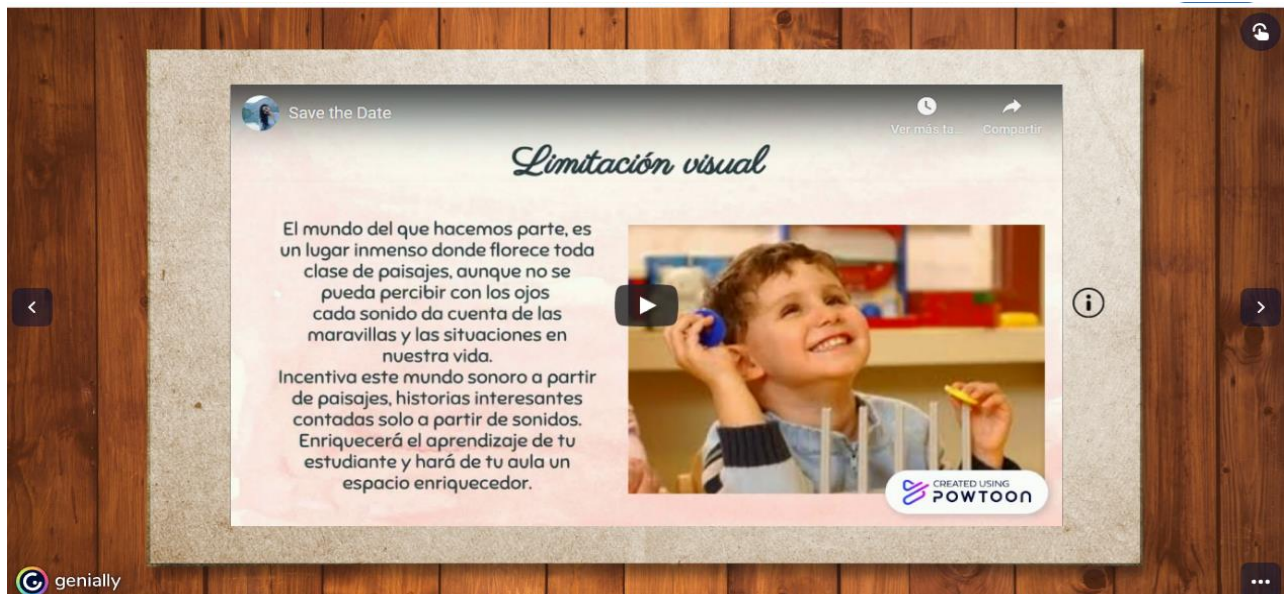 Save the Date
Ver más ta...
Compartir
Limitación visual
El mundo del que hacemos parte, es
un lugar inmenso donde florece toda
clase de paisajes, aunque no se
pueda percibir con los ojos
cada sonido da cuenta de las
maravillas y las situaciones en
nuestra vida.
Incentiva este mundo sonoro a partir
de paisajes, historias interesantes
contadas solo a partir de sonidos.
Enriquecerá el aprendizaje de tu
estudiante y hará de tu aula un
espacio enriquecedor.
CREATED USING
POWTOON
genially